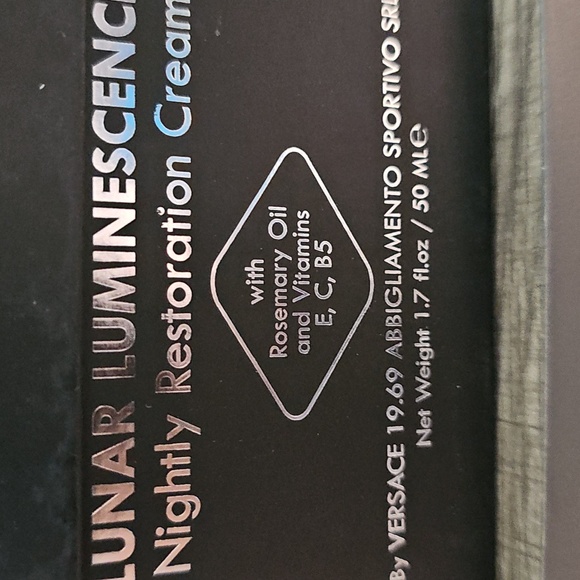 LUNAR LUMINESCENC
Nightly Restoration Cream
with
Rosemary Oil
and Vitamins
E, C, B5
By VERSACE 19.69 ABBIGLIAMENTO SPORTIVO SRL
Net Weight 1.7 fl.oz / 50 ML℮